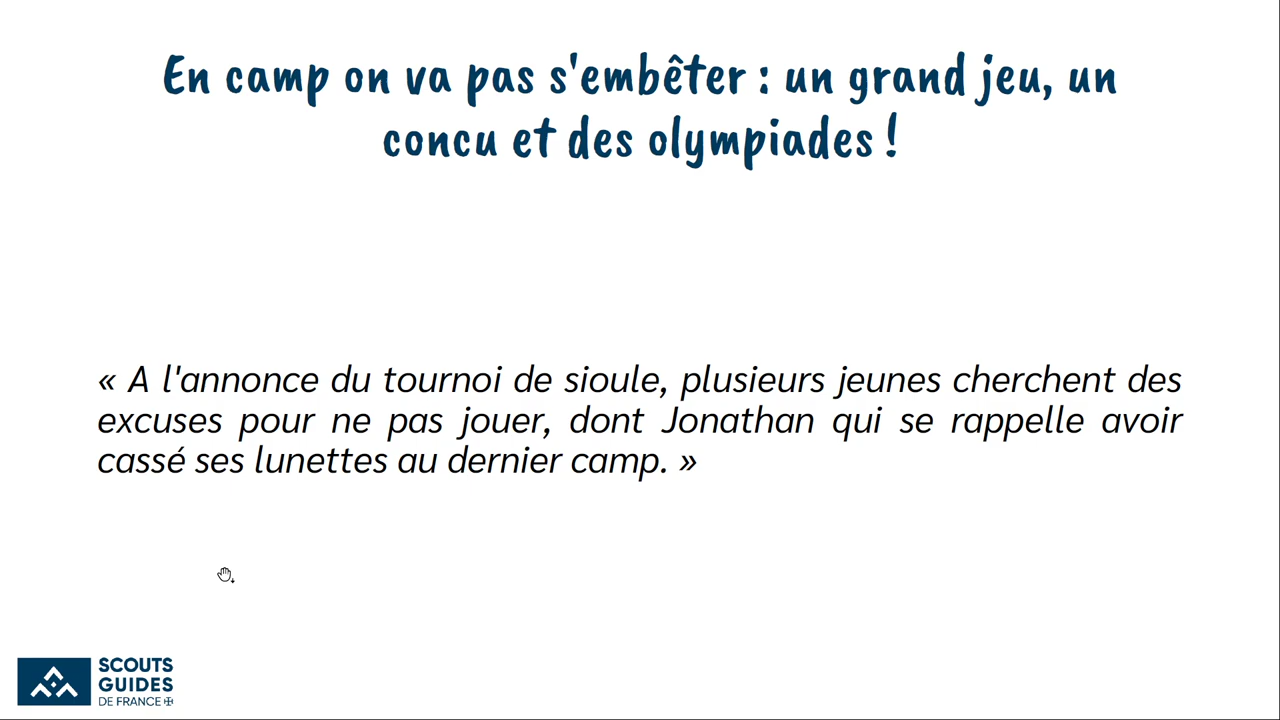 En camp on va pas s'embêter : un grand jeu, un
concu et des olympiades !
« A l'annonce du tournoi de sioule, plusieurs jeunes cherchent des
excuses pour ne pas jouer, dont Jonathan qui se rappelle avoir
cassé ses lunettes au dernier camp. »
SCOUTS
GUIDES
DE FRANCE